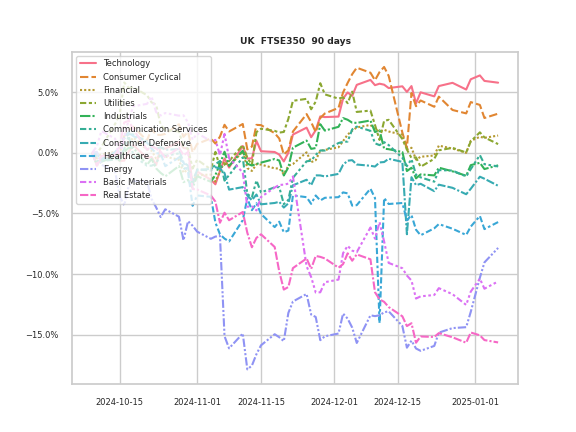 UK FTSE350 90 days
Technology
Consumer Cyclical
Financial
Utilities
Industrials
Communication Services
Consumer Defensive
Healthcare
Energy
Basic Materials
Real Estate
5.0%
0.0%
−5.0%
−10.0%
−15.0%
2024-10-15
2024-11-01
2024-11-15
2024-12-01
2024-12-15
2025-01-01